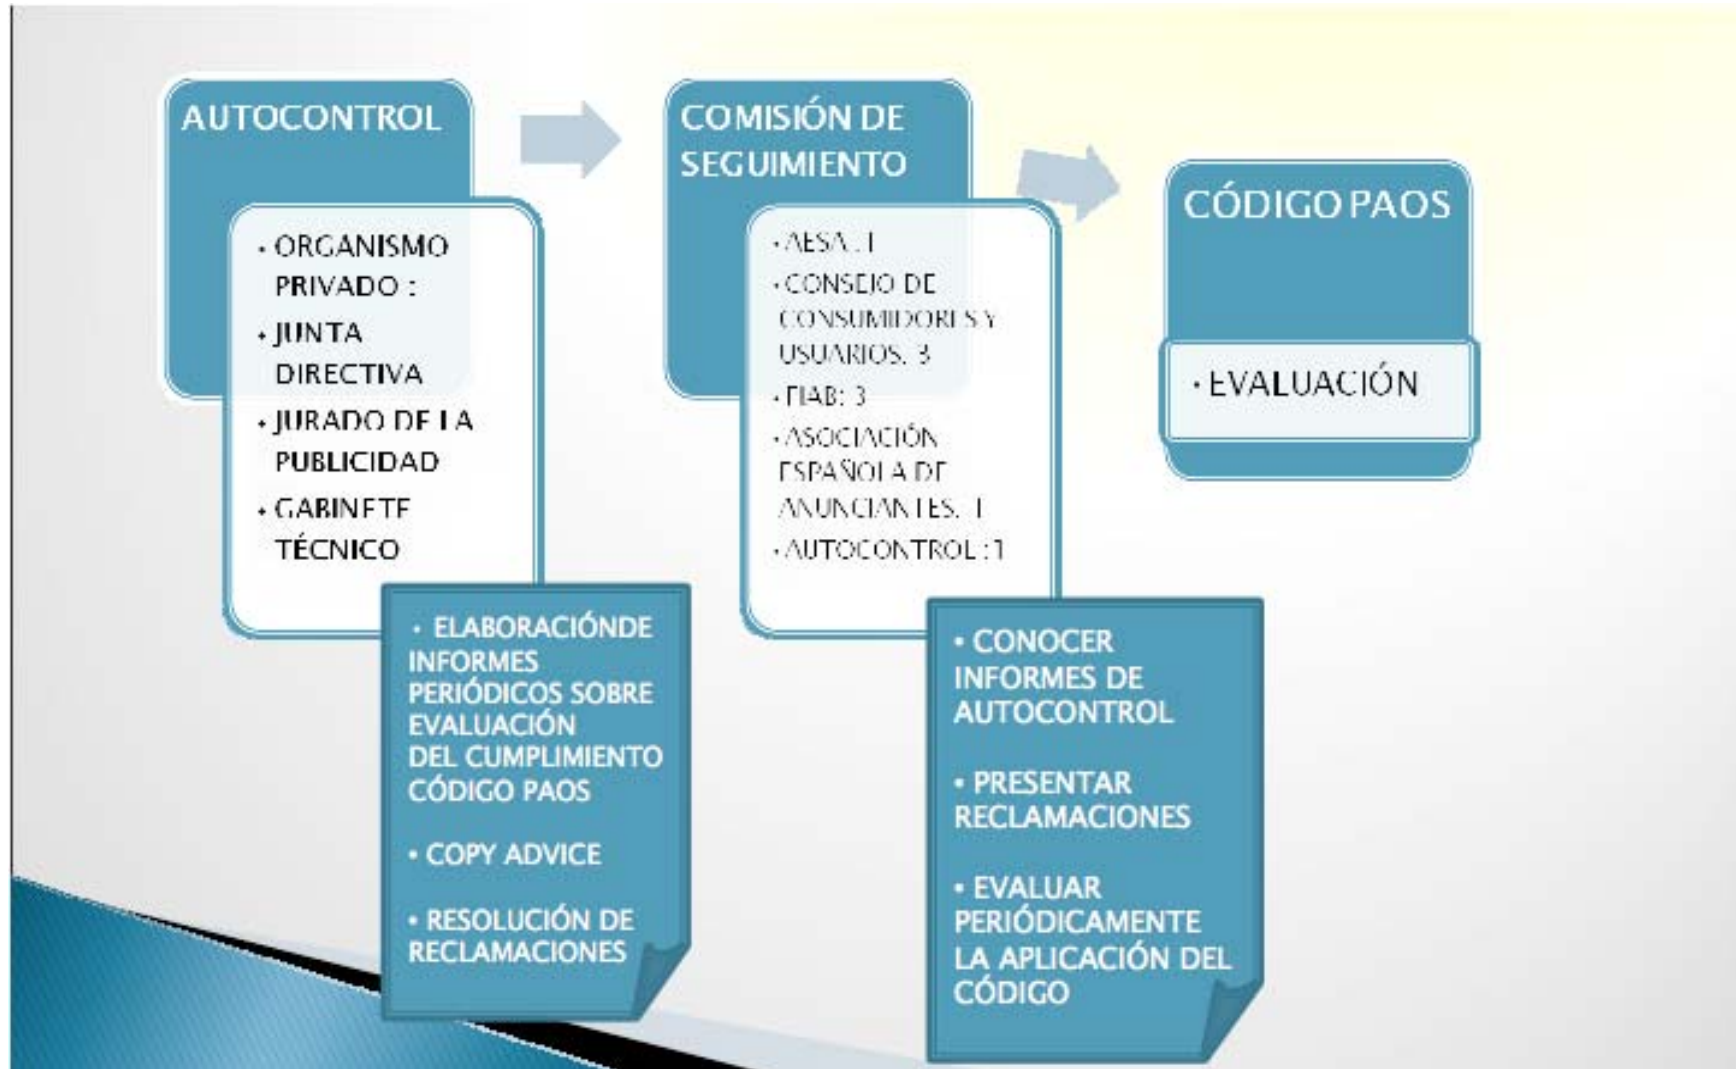 AUTOCONTROL
• ORGANISMO
PRIVADO :
• JUNTA
DIRECTIVA
• JURADO DE LA
PUBLICIDAD
• GABINETE
TÉCNICO
• ELABORACIÓNDE
INFORMES
PERIÓDICOS SOBRE
EVALUACIÓN
DEL CUMPLIMIENTO
CÓDIGO PAOS
• COPY ADVICE
• RESOLUCIÓN DE
RECLAMACIONES
COMISIÓN DE
SEGUIMIENTO
• AESA : 1
• CONSEJO DE
CONSUMIDORES Y
USUARIOS: 3
• FIAB: 3
• ASOCIACIÓN
ESPAÑOLA DE
ANUNCIANTES: 1
• AUTOCONTROL : 1
• CONOCER
INFORMES DE
AUTOCONTROL
• PRESENTAR
RECLAMACIONES
• EVALUAR
PERIÓDICAMENTE
LA APLICACIÓN DEL
CÓDIGO
CÓDIGO PAOS
• EVALUACIÓN